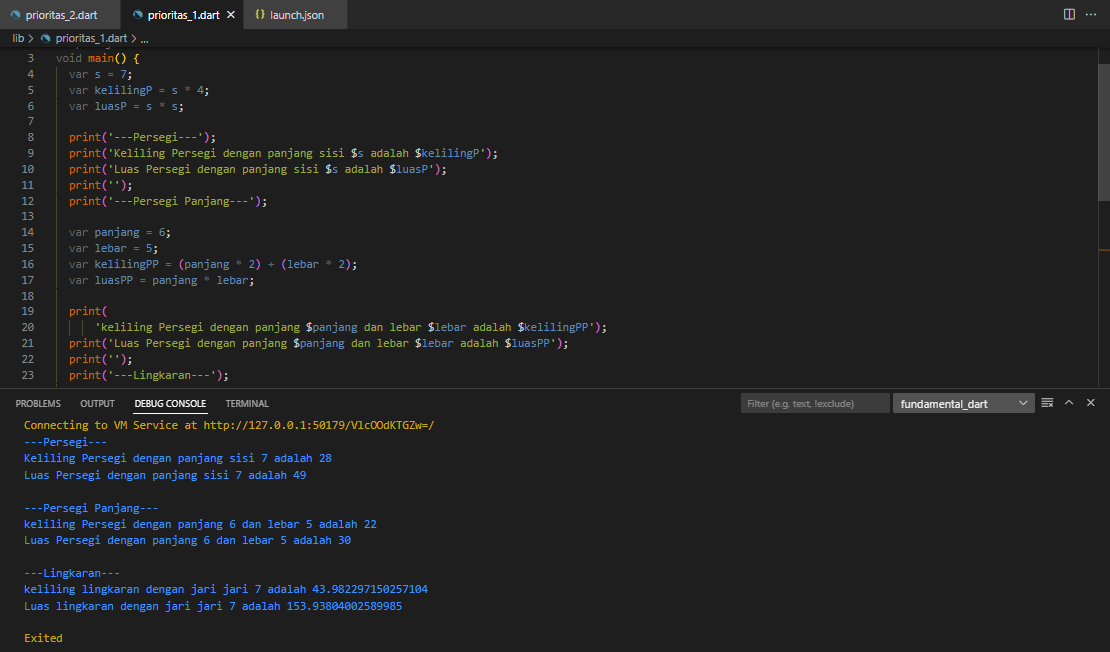 prioritas_2.dart prioritas_1.dart {} launch.json
lib > prioritas_1.dart > ...
3 void main() {
4 var s = 7;
5 var kelilingP = s * 4;
6 var luasP = s * s;
7
8 print('---Persegi---');
9 print('Keliling Persegi dengan panjang sisi $s adalah $kelilingP');
10 print('Luas Persegi dengan panjang sisi $s adalah $luasP');
11 print('');
12 print('---Persegi Panjang---');
13
14 var panjang = 6;
15 var lebar = 5;
16 var kelilingPP = (panjang * 2) + (lebar * 2);
17 var luasPP = panjang * lebar;
18
19 print(
20 'keliling Persegi dengan panjang $panjang dan lebar $lebar adalah $kelilingPP');
21 print('Luas Persegi dengan panjang $panjang dan lebar $lebar adalah $luasPP');
22 print('');
23 print('---Lingkaran---');
PROBLEMS OUTPUT DEBUG CONSOLE TERMINAL Filter (e.g. text, !exclude) fundamental_dart
Connecting to VM Service at http://127.0.0.1:50179/VlcOOdKTGZw=/
---Persegi---
Keliling Persegi dengan panjang sisi 7 adalah 28
Luas Persegi dengan panjang sisi 7 adalah 49
---Persegi Panjang---
keliling Persegi dengan panjang 6 dan lebar 5 adalah 22
Luas Persegi dengan panjang 6 dan lebar 5 adalah 30
---Lingkaran---
keliling lingkaran dengan jari jari 7 adalah 43.982297150257104
Luas lingkaran dengan jari jari 7 adalah 153.93804002589985
Exited